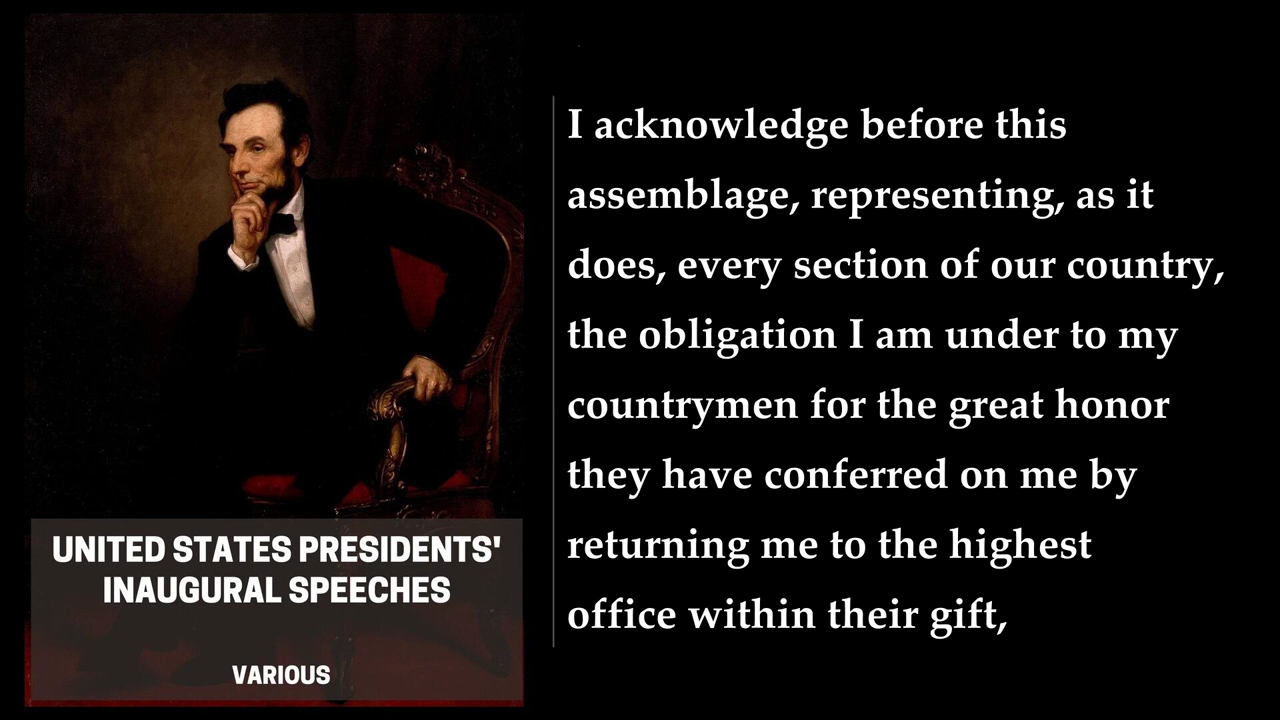 I acknowledge before this
assemblage, representing, as it
does, every section of our country,
the obligation I am under to my
countrymen for the great honor
they have conferred on me by
returning me to the highest
office within their gift,
UNITED STATES PRESIDENTS'
INAUGURAL SPEECHES
VARIOUS